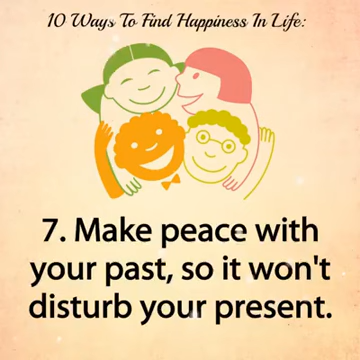 10 Ways To Find Happiness In Life:
7. Make peace with
your past, so it won't
disturb your present.